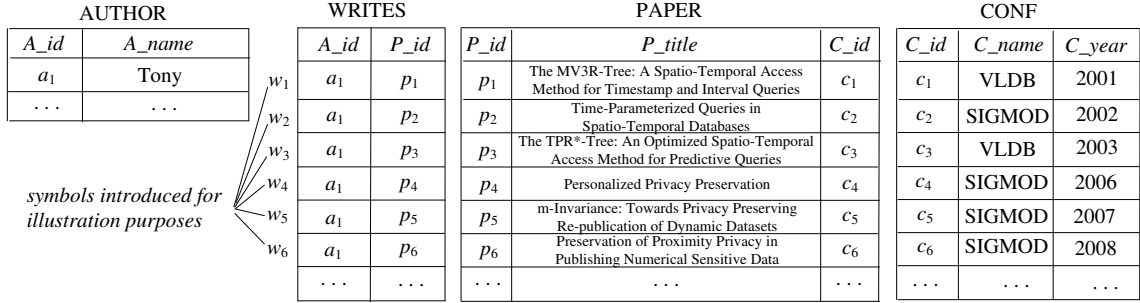 AUTHOR
A_id A_name
a1 Tony
. . . . . .
symbols introduced for
illustration purposes
w1
w2
w3
w4
w5
w6
WRITES
A_id P_id
a1 p1
a1 p2
a1 p3
a1 p4
a1 p5
a1 p6
. . . . . .
PAPER
P_id P_title C_id
p1 The MV3R-Tree: A Spatio-Temporal Access
Method for Timestamp and Interval Queries c1
p2 Time-Parameterized Queries in
Spatio-Temporal Databases c2
p3 The TPR*-Tree: An Optimized Spatio-Temporal
Access Method for Predictive Queries c3
p4 Personalized Privacy Preservation c4
p5 m-Invariance: Towards Privacy Preserving
Re-publication of Dynamic Datasets c5
p6 Preservation of Proximity Privacy in
Publishing Numerical Sensitive Data c6
. . . . . . . . .
CONF
C_id C_name C_year
c1 VLDB 2001
c2 SIGMOD 2002
c3 VLDB 2003
c4 SIGMOD 2006
c5 SIGMOD 2007
c6 SIGMOD 2008
. . . . . . . . .